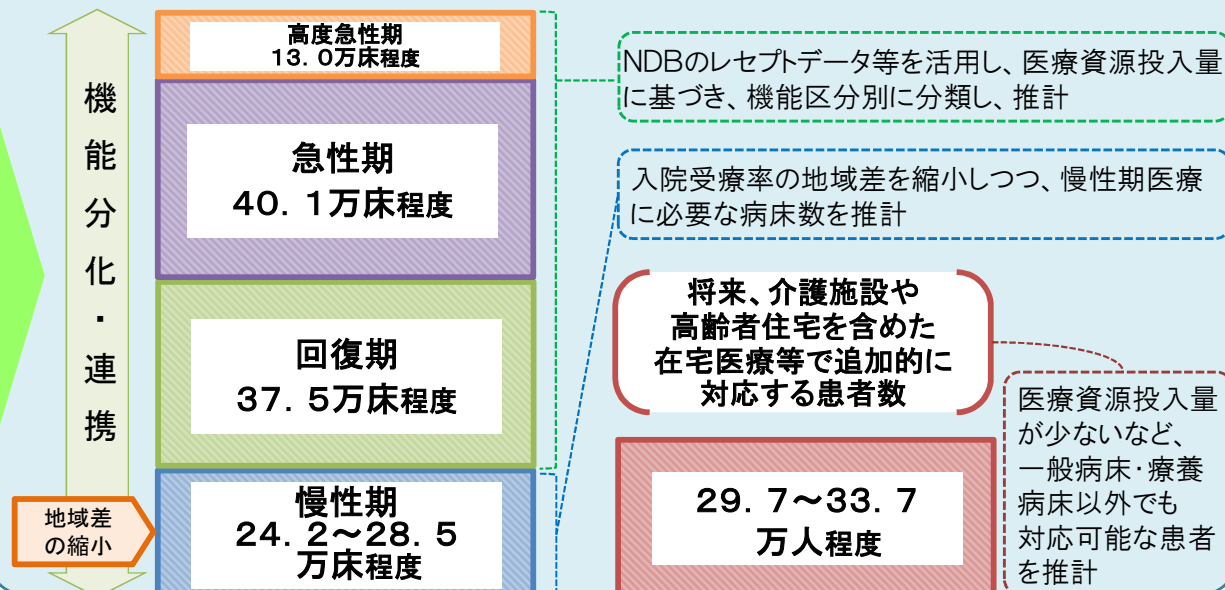 機能分化・連携
地域差
の縮小
高度急性期
13.0万床程度
急性期
40.1万床程度
回復期
37.5万床程度
慢性期
24.2～28.5
万床程度
NDBのレセプトデータ等を活用し、医療資源投入量
に基づき、機能区分別に分類し、推計
入院受療率の地域差を縮小しつつ、慢性期医療
に必要な病床数を推計
将来、介護施設や
高齢者住宅を含めた
在宅医療等で追加的に
対応する患者数
29.7～33.7
万人程度
医療資源投入量
が少ないなど、
一般病床・療養
病床以外でも
対応可能な患者
を推計